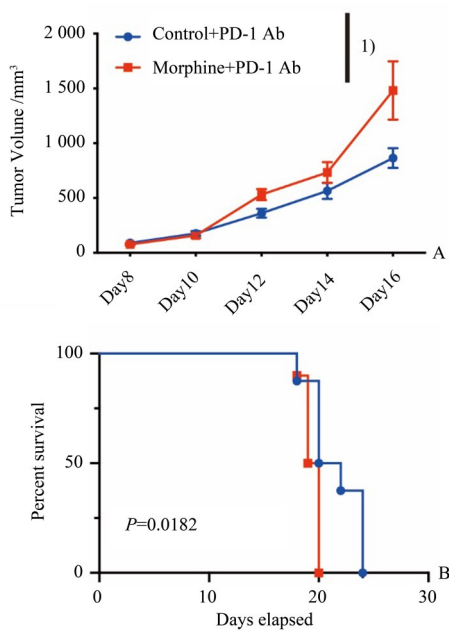 2 000
Control+PD-1 Ab
1)
Morphine+PD-1 Ab
1 500
1 000
500
0
Tumor Volune /mm³
A
Day8
Day10
Day12
Day14
Day16
100
50
0
Percent survival
P=0.0182
B
0
10
20
30
Days elapsed